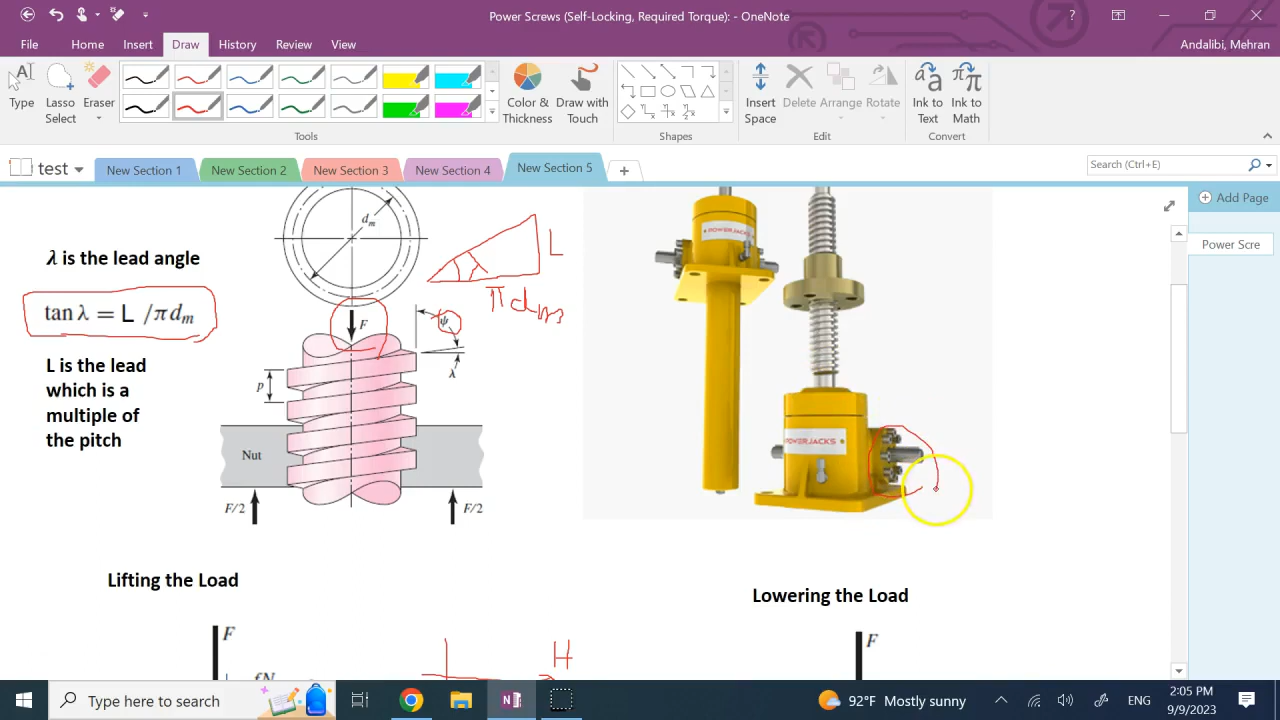 Power Screws (Self-Locking, Required Torque): - OneNote
?
Andalibi, Mehran
File Home Insert Draw History Review View
Type
Lasso Select
Eraser
Color & Thickness
Draw with Touch
Insert Space
Delete
Arrange
Rotate
Ink to Text
Ink to Math
Tools
Shapes
Edit
Convert
test
New Section 1
New Section 2
New Section 3
New Section 4
New Section 5
Search (Ctrl+E)
Add Page
Power Scre
λ is the lead angle
tan λ = L /πdm
L is the lead
which is a
multiple of
the pitch
dm
L
πdm
F
ψ
λ
p
Nut
F/2
F/2
POWERJACKS
POWERJACKS
Lifting the Load
Lowering the Load
F
fN
H
F
Type here to search
92°F Mostly sunny
ENG
2:05 PM
9/9/2023